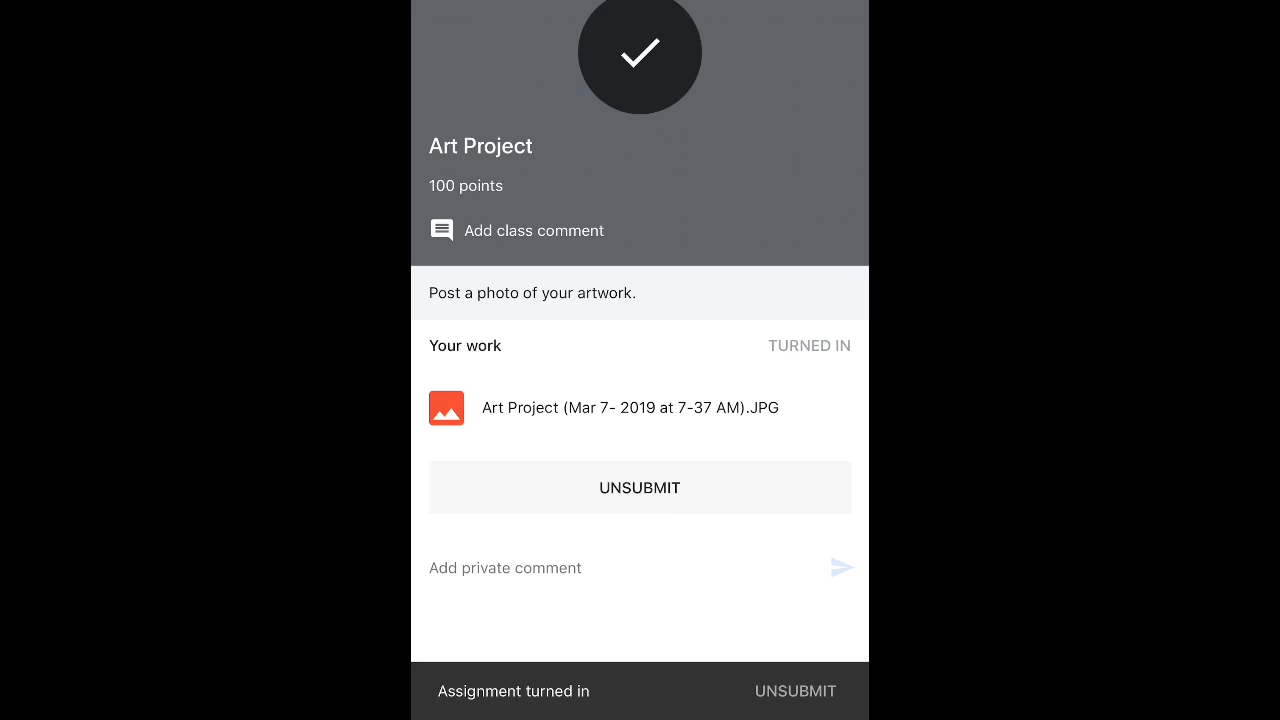 Art Project
100 points
Add class comment
Post a photo of your artwork.
Your work TURNED IN
Art Project (Mar 7- 2019 at 7-37 AM).JPG
UNSUBMIT
Add private comment
Assignment turned in UNSUBMIT